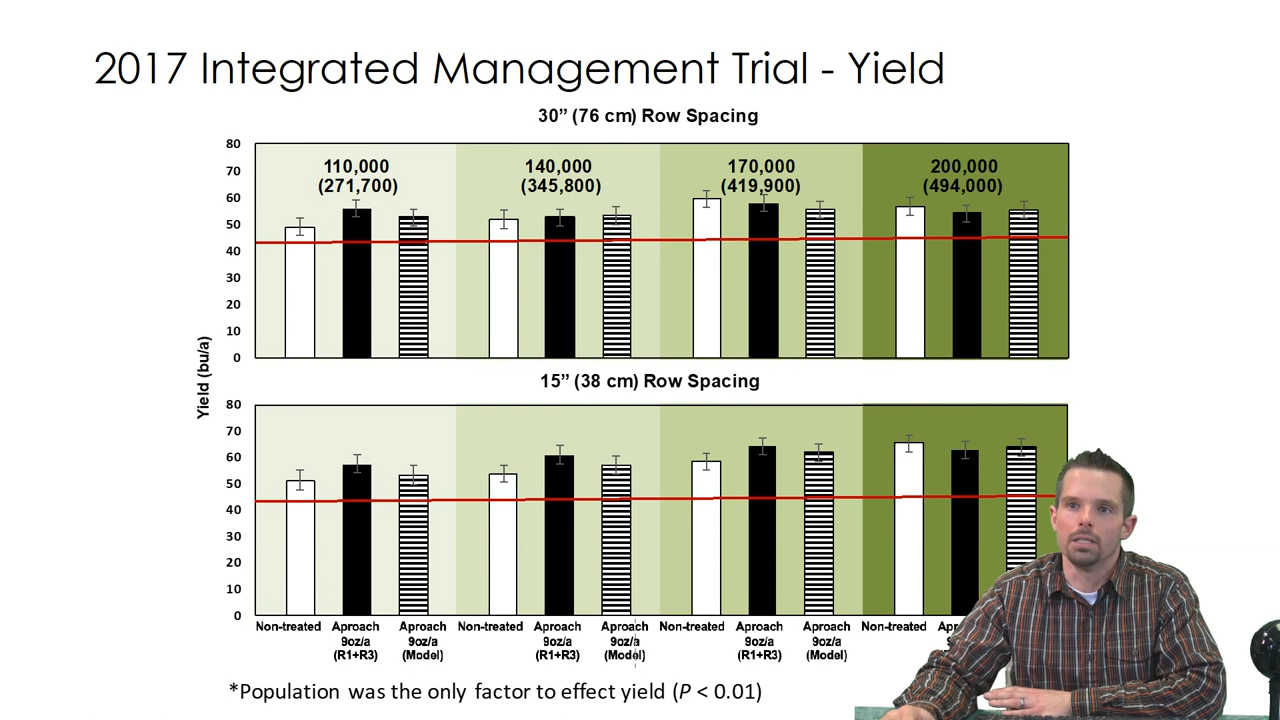 2017 Integrated Management Trial - Yield
30” (76 cm) Row Spacing
80
70
60
50
40
30
20
10
0
110,000
(271,700)
140,000
(345,800)
170,000
(419,900)
200,000
(494,000)
Yield (bu/a)
15” (38 cm) Row Spacing
80
70
60
50
40
30
20
10
0
Non-treated
Aproach
9oz/a
(R1+R3)
Aproach
9oz/a
(Model)
Non-treated
Aproach
9oz/a
(R1+R3)
Aproach
9oz/a
(Model)
Non-treated
Aproach
9oz/a
(R1+R3)
Aproach
9oz/a
(Model)
Non-treated
*Population was the only factor to effect yield (P < 0.01)